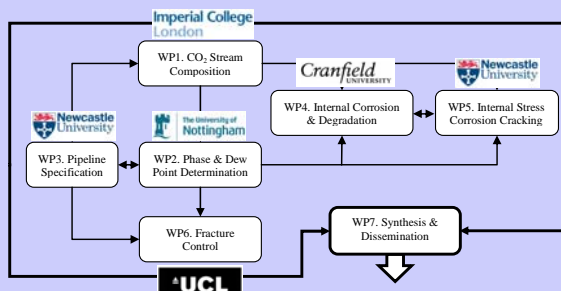 Imperial College
London
WP1. CO₂ Stream
Composition
Cranfield
UNIVERSITY
Newcastle
University
WP4. Internal Corrosion
& Degradation
WP5. Internal Stress
Corrosion Cracking
Newcastle
University
The University of
Nottingham
WP3. Pipeline
Specification
WP2. Phase & Dew
Point Determination
WP6. Fracture
Control
WP7. Synthesis &
Dissemination
UCL